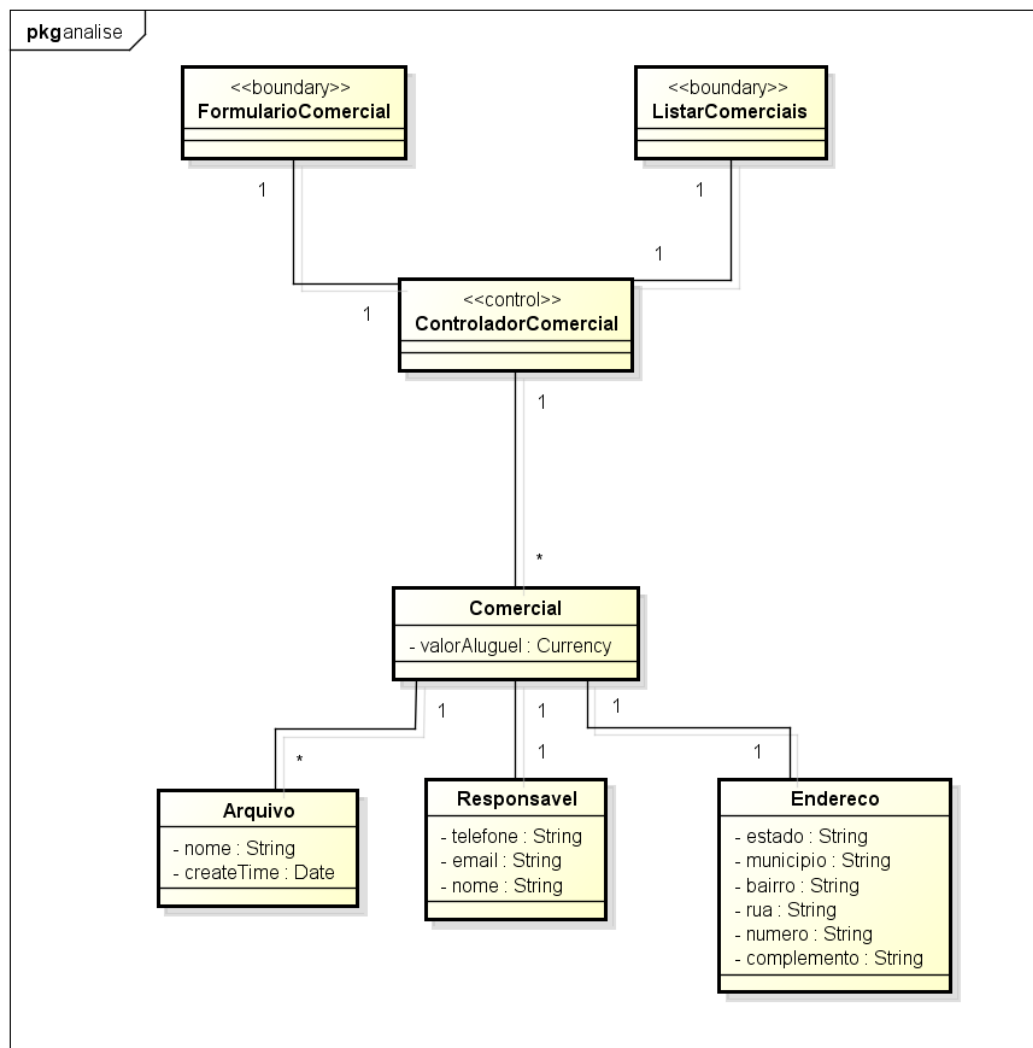 pkg analise
<<boundary>>
FormularioComercial
<<boundary>>
ListarComerciais
1
1
1
1
<<control>>
ControladorComercial
1
*
Comercial
- valorAluguel : Currency
1
1
1
*
1
1
Arquivo
- nome : String
- createTime : Date
Responsavel
- telefone : String
- email : String
- nome : String
Endereco
- estado : String
- municipio : String
- bairro : String
- rua : String
- numero : String
- complemento : String